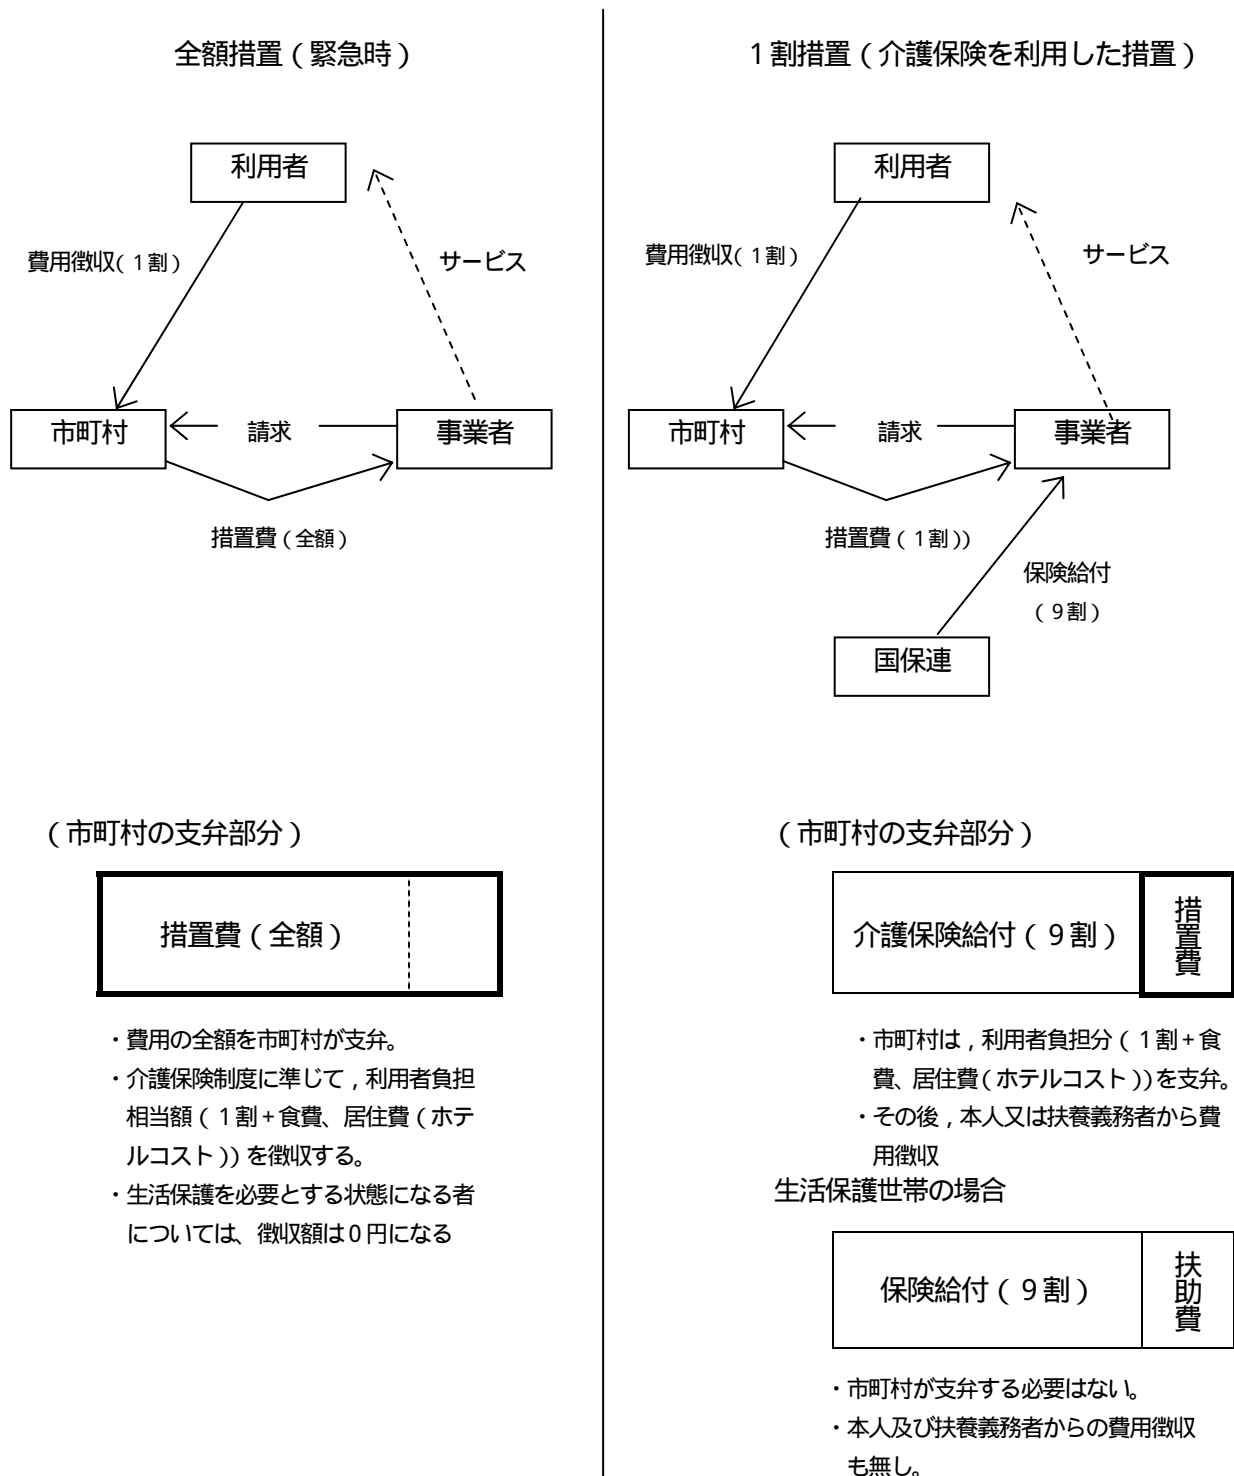 全額措置（緊急時）
利用者
費用徴収（１割）
サービス
市町村
請求
事業者
措置費（全額）
（市町村の支弁部分）
措置費（全額）
・費用の全額を市町村が支弁。
・介護保険制度に準じて，利用者負担
相当額（１割＋食費、居住費（ホテ
ルコスト））を徴収する。
・生活保護を必要とする状態になる者
については、徴収額は０円になる
１割措置（介護保険を利用した措置）
利用者
費用徴収（１割）
サービス
市町村
請求
事業者
措置費（１割））
保険給付
（９割）
国保連
（市町村の支弁部分）
介護保険給付（９割）
措置費
・市町村は，利用者負担分（１割＋食
費、居住費（ホテルコスト））を支弁。
・その後，本人又は扶養義務者から費
用徴収
生活保護世帯の場合
保険給付（９割）
扶助費
・市町村が支弁する必要はない。
・本人及び扶養義務者からの費用徴収
も無し。